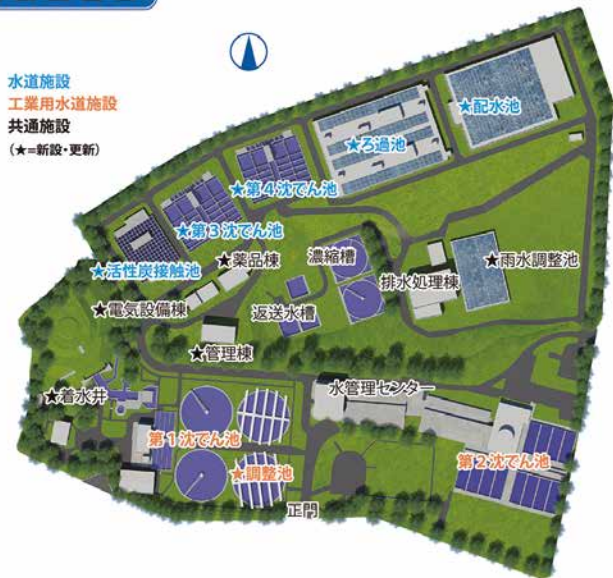 水道施設
工業用水道施設
共通施設
(★=新設・更新)
★配水池
★ろ過池
★第4沈でん池
★第3沈でん池
★活性炭接触池
★薬品棟
濃縮槽
排水処理棟
★雨水調整池
★電気設備棟
返送水槽
★管理棟
水管理センター
★着水井
第1沈でん池
★調整池
第2沈でん池
正門